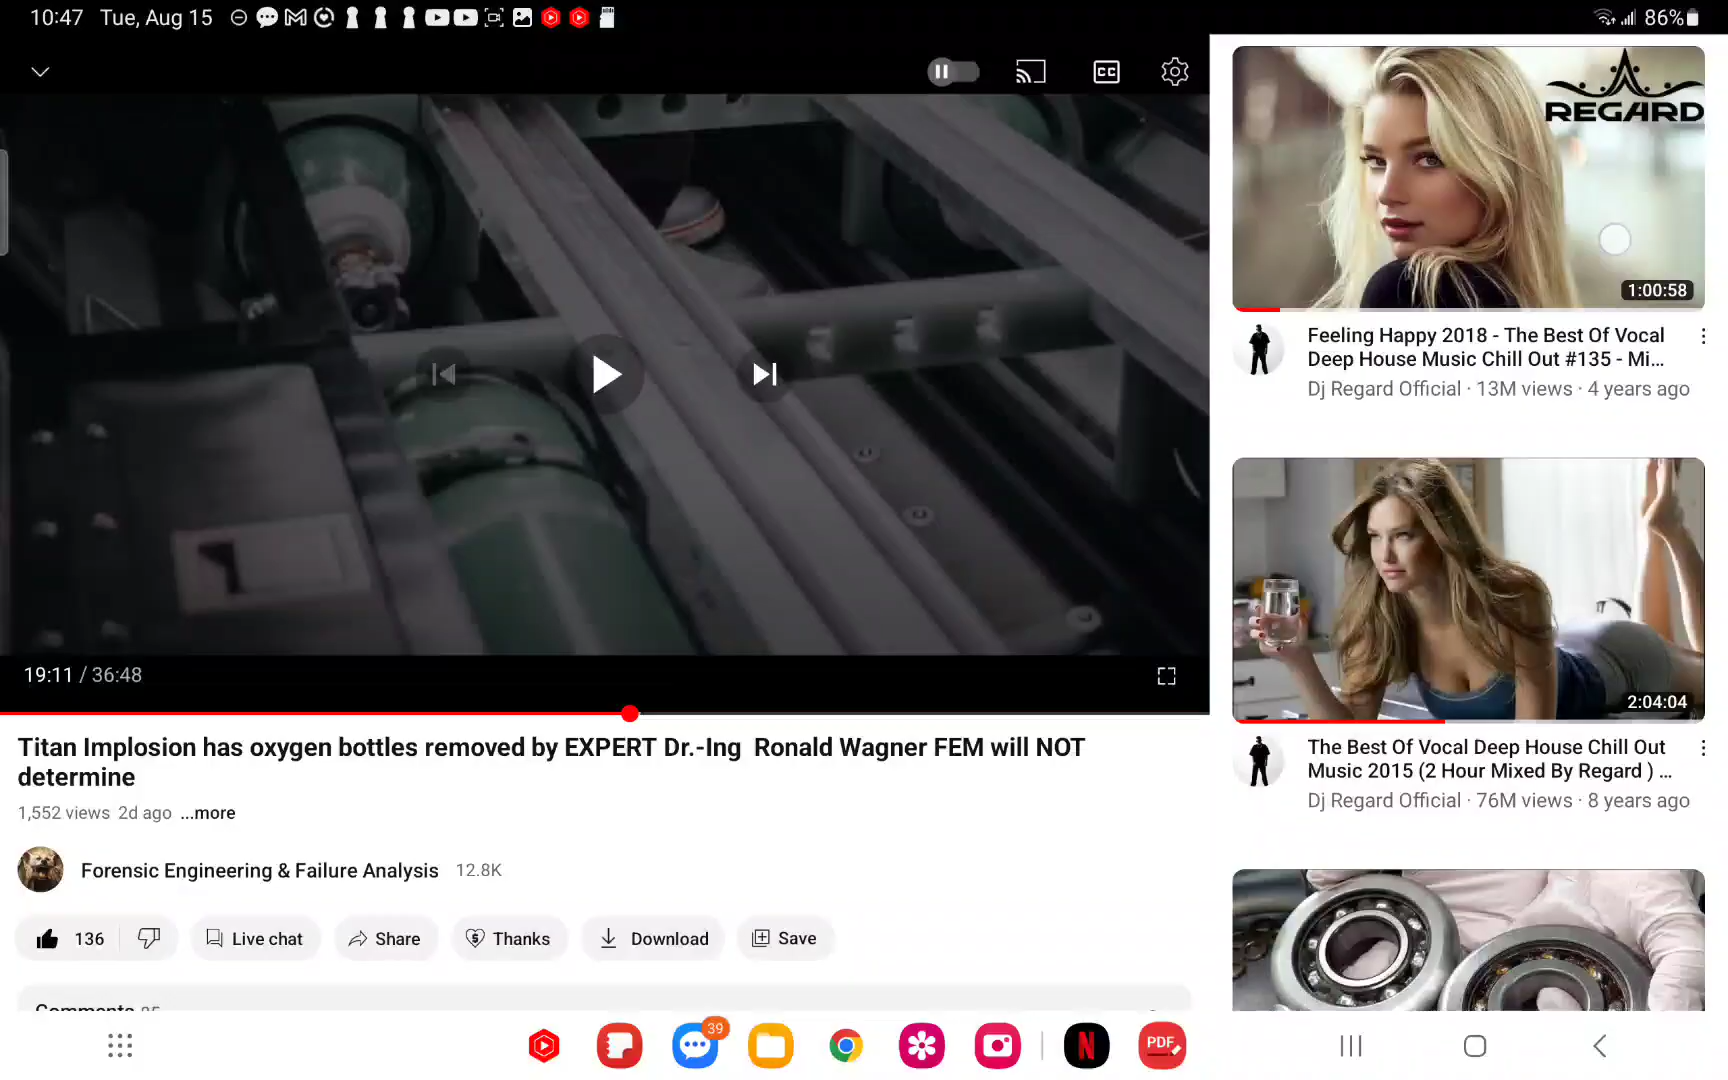 10:47 Tue, Aug 15
86%
CC
19:11 / 36:48
Titan Implosion has oxygen bottles removed by EXPERT Dr.-Ing Ronald Wagner FEM will NOT
determine
1,552 views 2d ago ...more
Forensic Engineering & Failure Analysis 12.8K
136
Live chat
Share
Thanks
Download
Save
Comments 85
REGARD
1:00:58
Feeling Happy 2018 - The Best Of Vocal
Deep House Music Chill Out #135 - Mi...
Dj Regard Official · 13M views · 4 years ago
2:04:04
The Best Of Vocal Deep House Chill Out
Music 2015 (2 Hour Mixed By Regard ) ...
Dj Regard Official · 76M views · 8 years ago
39
N
PDF